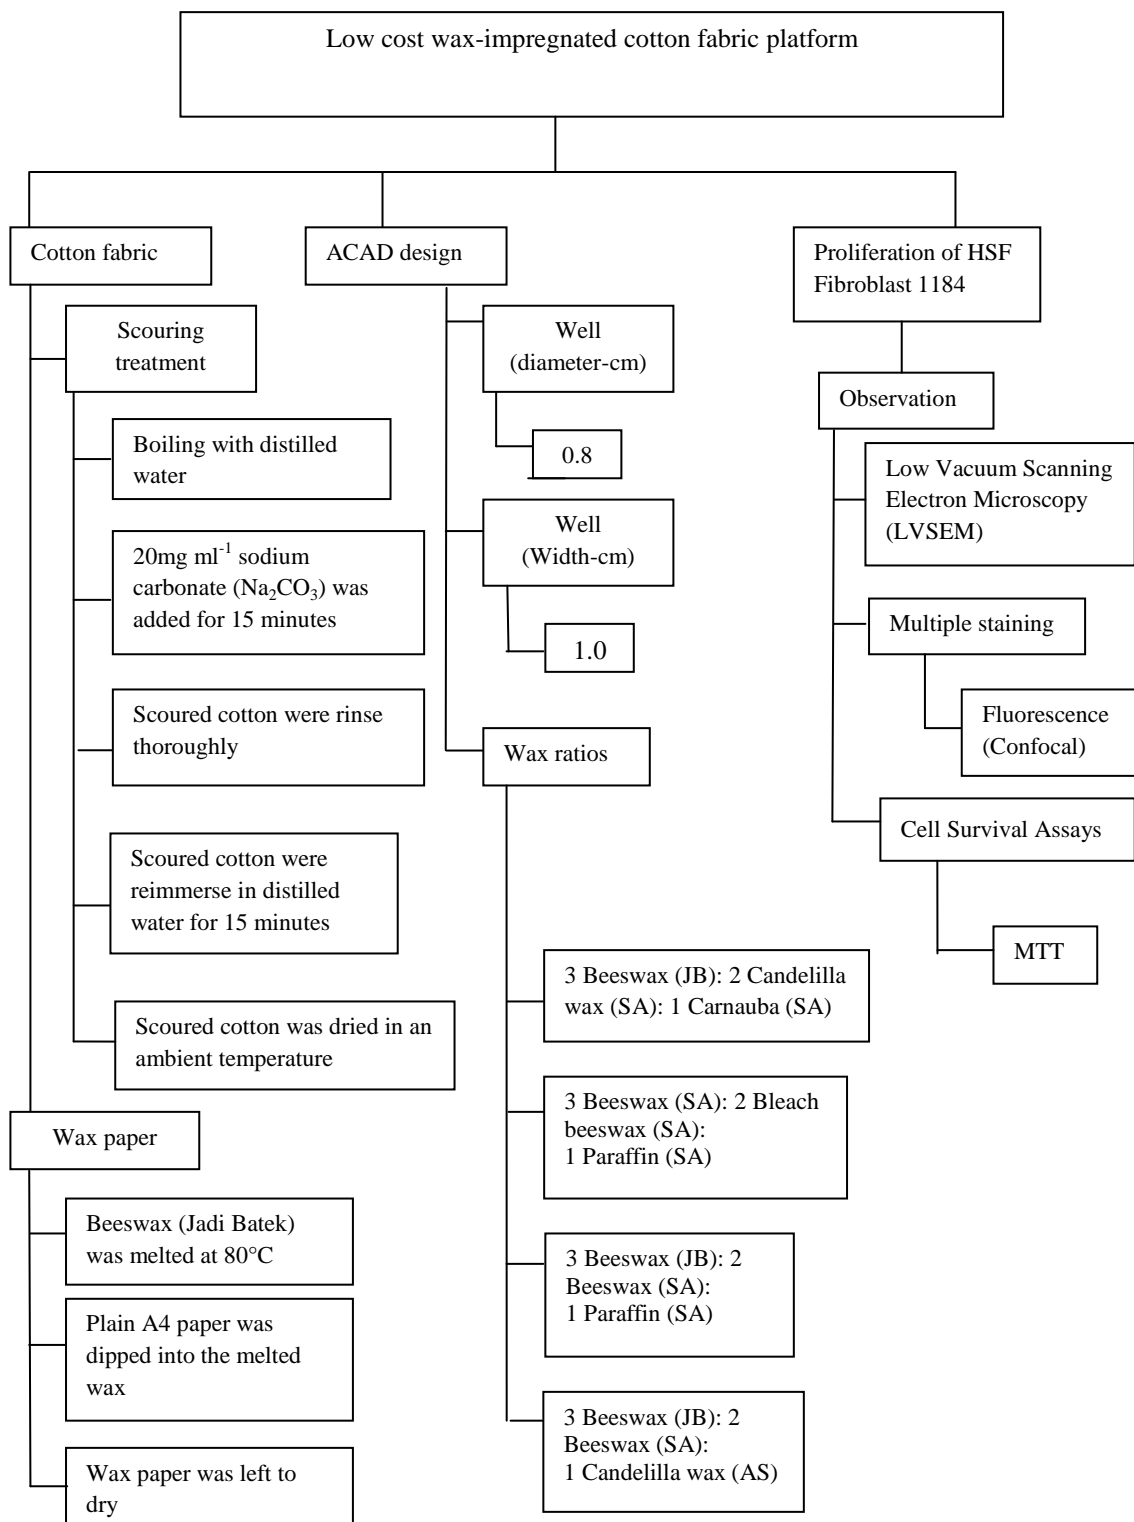 Low cost wax-impregnated cotton fabric platform
Cotton fabric
Scouring
treatment
Boiling with distilled
water
20mg ml⁻¹ sodium
carbonate (Na₂CO₃) was
added for 15 minutes
Scoured cotton were rinse
thoroughly
Scoured cotton were
reimmerse in distilled
water for 15 minutes
Scoured cotton was dried in an
ambient temperature
Wax paper
Beeswax (Jadi Batek)
was melted at 80°C
Plain A4 paper was
dipped into the melted
wax
Wax paper was left to
dry
ACAD design
Well
(diameter-cm)
0.8
Well
(Width-cm)
1.0
Wax ratios
3 Beeswax (JB): 2 Candelilla
wax (SA): 1 Carnauba (SA)
3 Beeswax (SA): 2 Bleach
beeswax (SA):
1 Paraffin (SA)
3 Beeswax (JB): 2
Beeswax (SA):
1 Paraffin (SA)
3 Beeswax (JB): 2
Beeswax (SA):
1 Candelilla wax (AS)
Proliferation of HSF
Fibroblast 1184
Observation
Low Vacuum Scanning
Electron Microscopy
(LVSEM)
Multiple staining
Fluorescence
(Confocal)
Cell Survival Assays
MTT